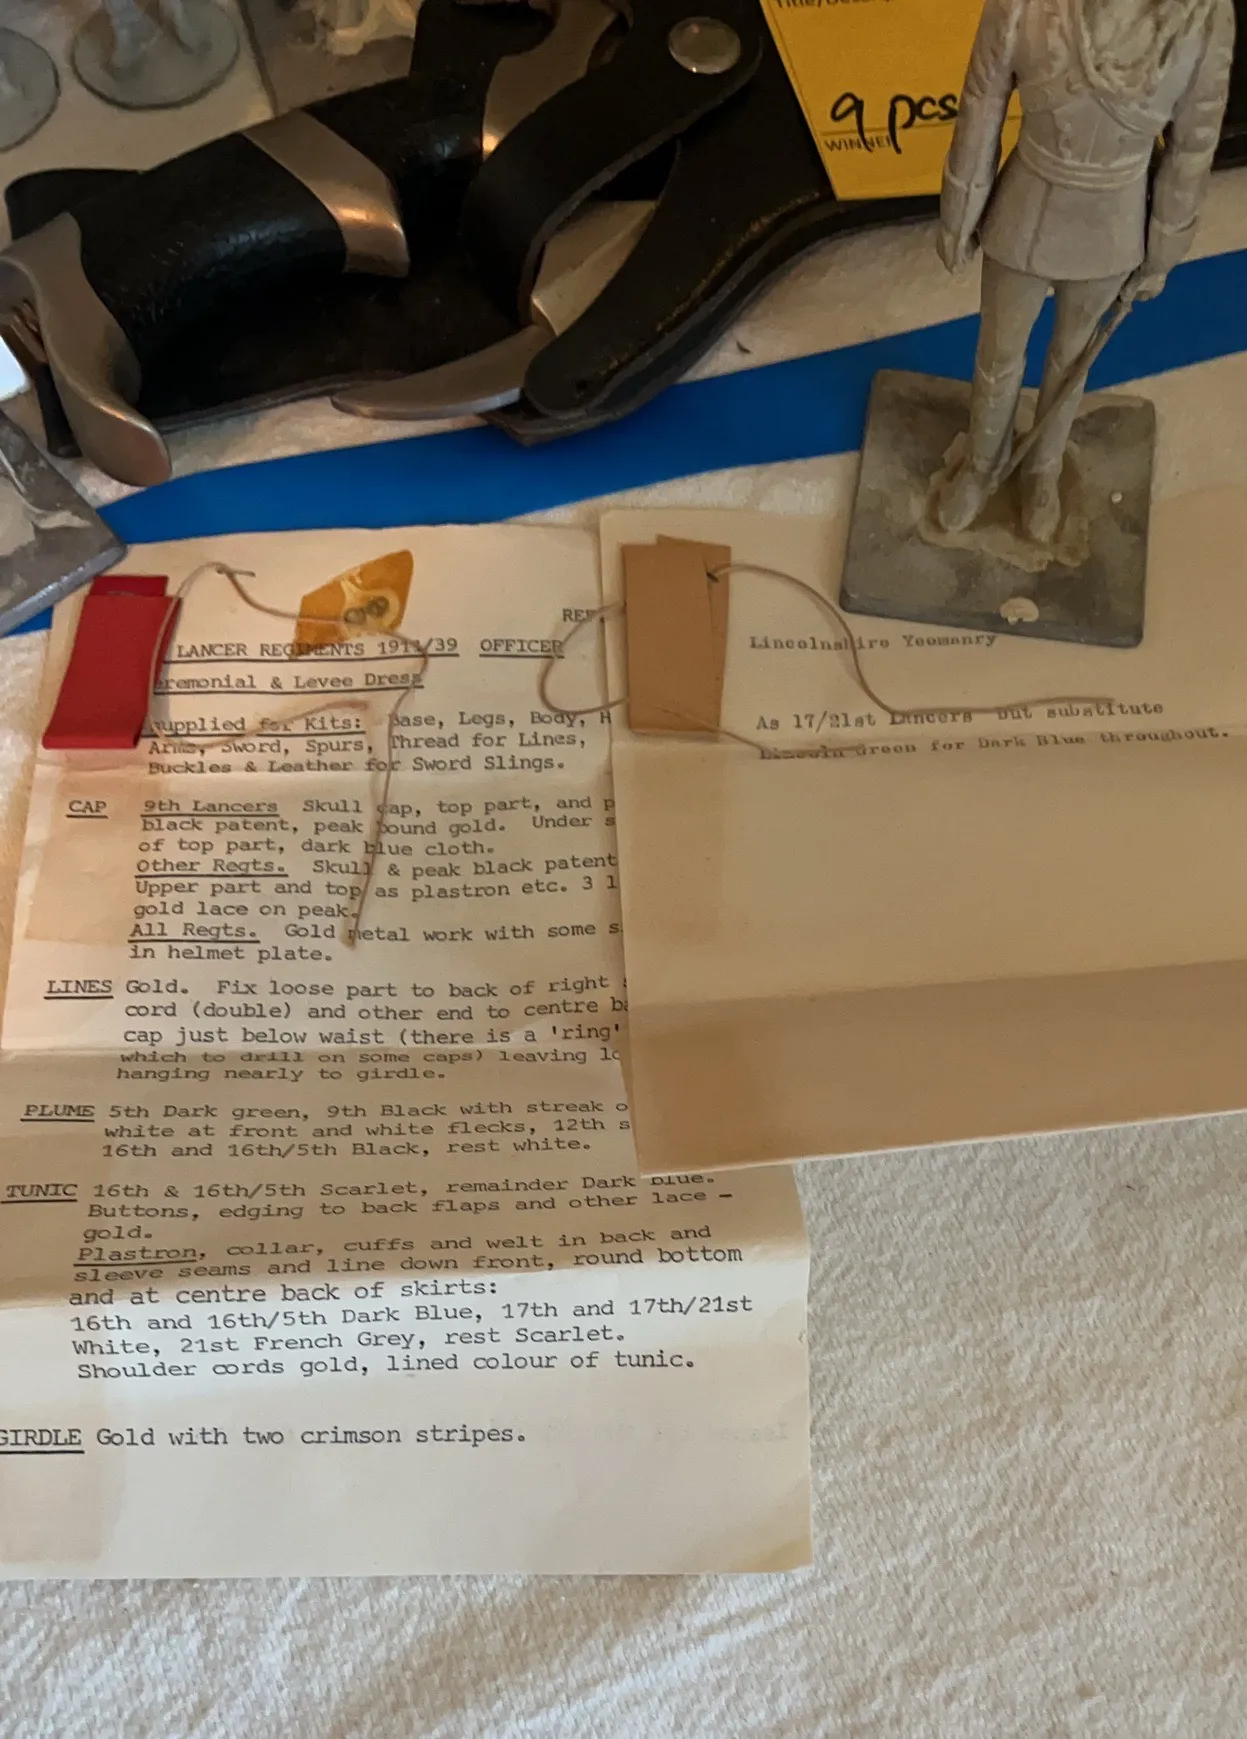 9 pcs
REF.
LANCER REGIMENTS 1911/39 OFFICER
eremonial & Levee Dress
supplied for Kits: Base, Legs, Body, H
Arms, Sword, Spurs, Thread for Lines,
Buckles & Leather for Sword Slings.
CAP 9th Lancers Skull cap, top part, and p
black patent, peak bound gold. Under s
of top part, dark blue cloth.
Other Regts. Skull & peak black patent
Upper part and top as plastron etc. 3 l
gold lace on peak.
All Regts. Gold metal work with some s
in helmet plate.
LINES Gold. Fix loose part to back of right
cord (double) and other end to centre ba
cap just below waist (there is a 'ring'
which to drill on some caps) leaving lo
hanging nearly to girdle.
PLUME 5th Dark green, 9th Black with streak o
white at front and white flecks, 12th s
16th and 16th/5th Black, rest white.
TUNIC 16th & 16th/5th Scarlet, remainder Dark Blue.
Buttons, edging to back flaps and other lace -
gold.
Plastron, collar, cuffs and welt in back and
sleeve seams and line down front, round bottom
and at centre back of skirts:
16th and 16th/5th Dark Blue, 17th and 17th/21st
White, 21st French Grey, rest Scarlet.
Shoulder cords gold, lined colour of tunic.
GIRDLE Gold with two crimson stripes.
Lincolnshire Yeomanry
As 17/21st Lancers but substitute
Lincoln Green for Dark Blue throughout.